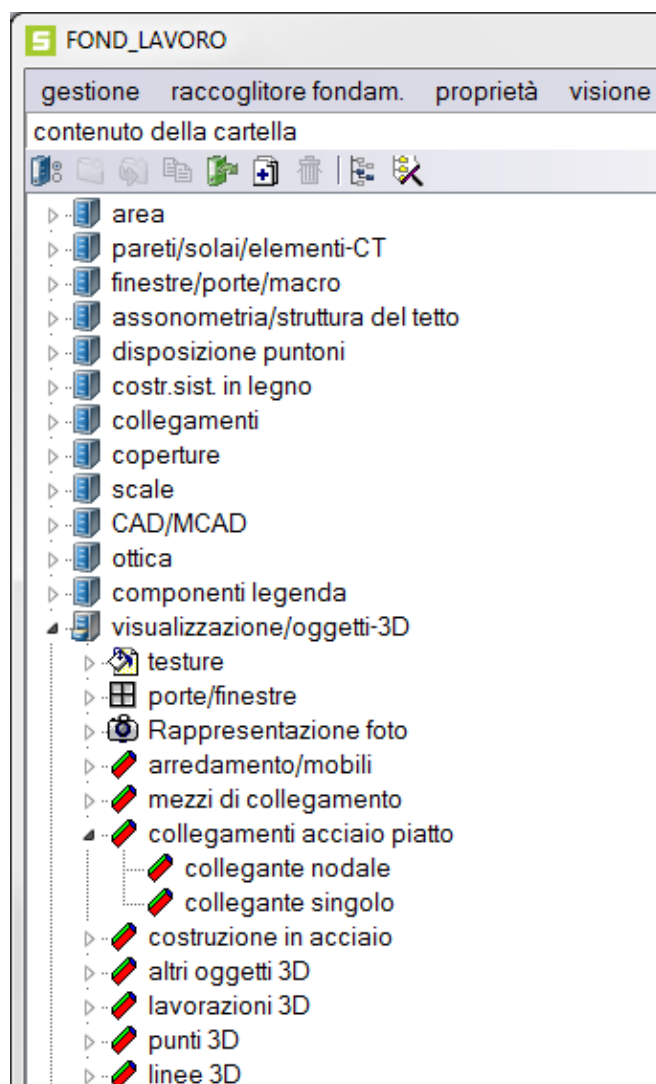 S FOND_LAVORO
gestione raccoglitore fondam. proprietà visione
contenuto della cartella
area
pareti/solai/elementi-CT
finestre/porte/macro
assonometria/struttura del tetto
disposizione puntoni
costr.sist. in legno
collegamenti
coperture
scale
CAD/MCAD
ottica
componenti legenda
visualizzazione/oggetti-3D
testure
porte/finestre
Rappresentazione foto
arredamento/mobili
mezzi di collegamento
collegamenti acciaio piatto
collegante nodale
collegante singolo
costruzione in acciaio
altri oggetti 3D
lavorazioni 3D
punti 3D
linee 3D